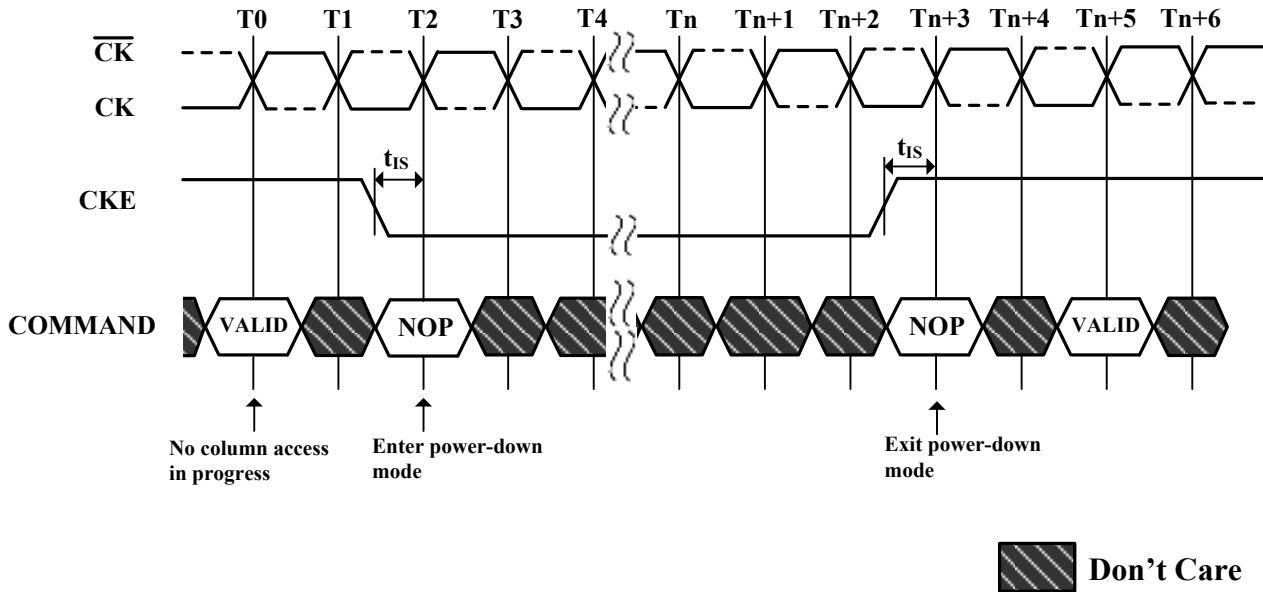 T0 T1 T2 T3 T4 Tn Tn+1 Tn+2 Tn+3 Tn+4 Tn+5 Tn+6
CK
CK
tIS tIS
CKE
COMMAND VALID NOP NOP VALID
No column access
in progress
Enter power-down
mode
Exit power-down
mode
Don't Care